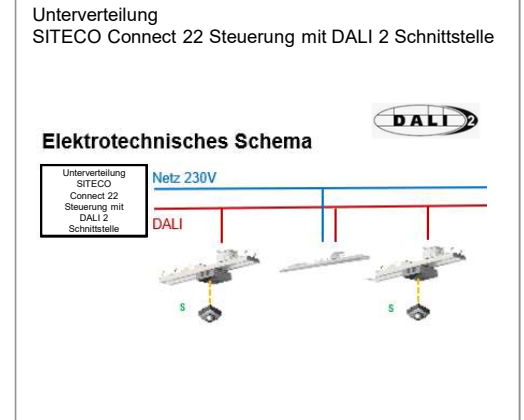 Unterverteilung
SITECO Connect 22 Steuerung mit DALI 2 Schnittstelle
DALI 2
Elektrotechnisches Schema
Unterverteilung
SITECO
Connect 22
Steuerung mit
DALI 2
Schnittstelle
Netz 230V
DALI
S
S